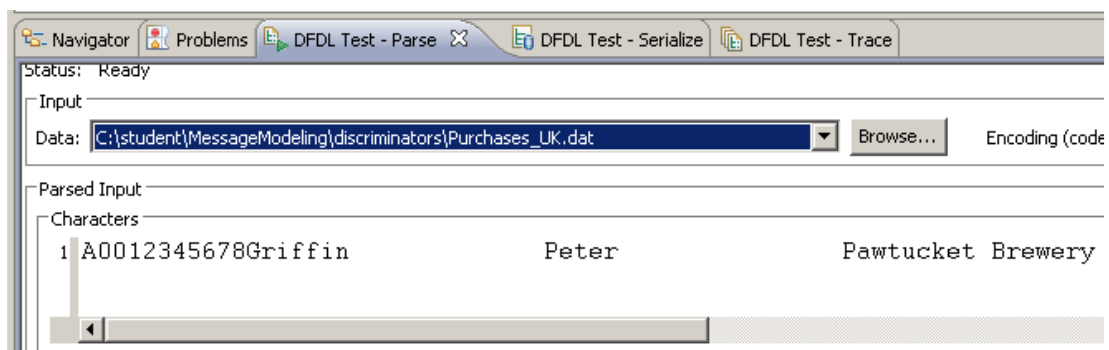 Navigator Problems DFDL Test - Parse DFDL Test - Serialize DFDL Test - Trace
Status: Ready
Input
Data: C:\student\MessageModeling\discriminators\Purchases_UK.dat Browse... Encoding (code
Parsed Input
Characters
1 A0012345678Griffin Peter Pawtucket Brewery